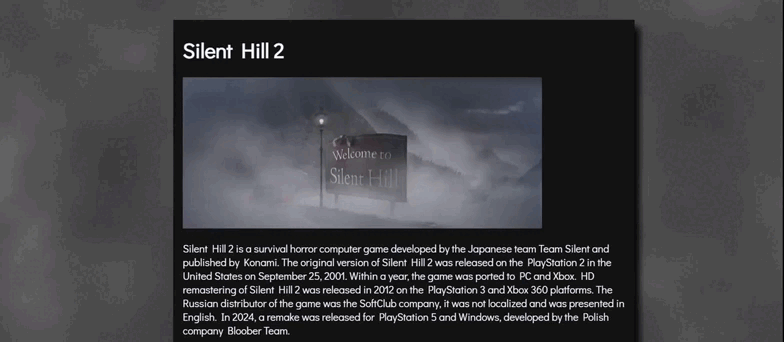 Silent Hill 2
Welcome to
Silent Hill
Silent Hill 2 is a survival horror computer game developed by the Japanese team Team Silent and
published by Konami. The original version of Silent Hill 2 was released on the PlayStation 2 in the
United States on September 25, 2001. Within a year, the game was ported to PC and Xbox. HD
remastering of Silent Hill 2 was released in 2012 on the PlayStation 3 and Xbox 360 platforms. The
Russian distributor of the game was the SoftClub company, it was not localized and was presented in
English. In 2024, a remake was released for PlayStation 5 and Windows, developed by the Polish
company Bloober Team.